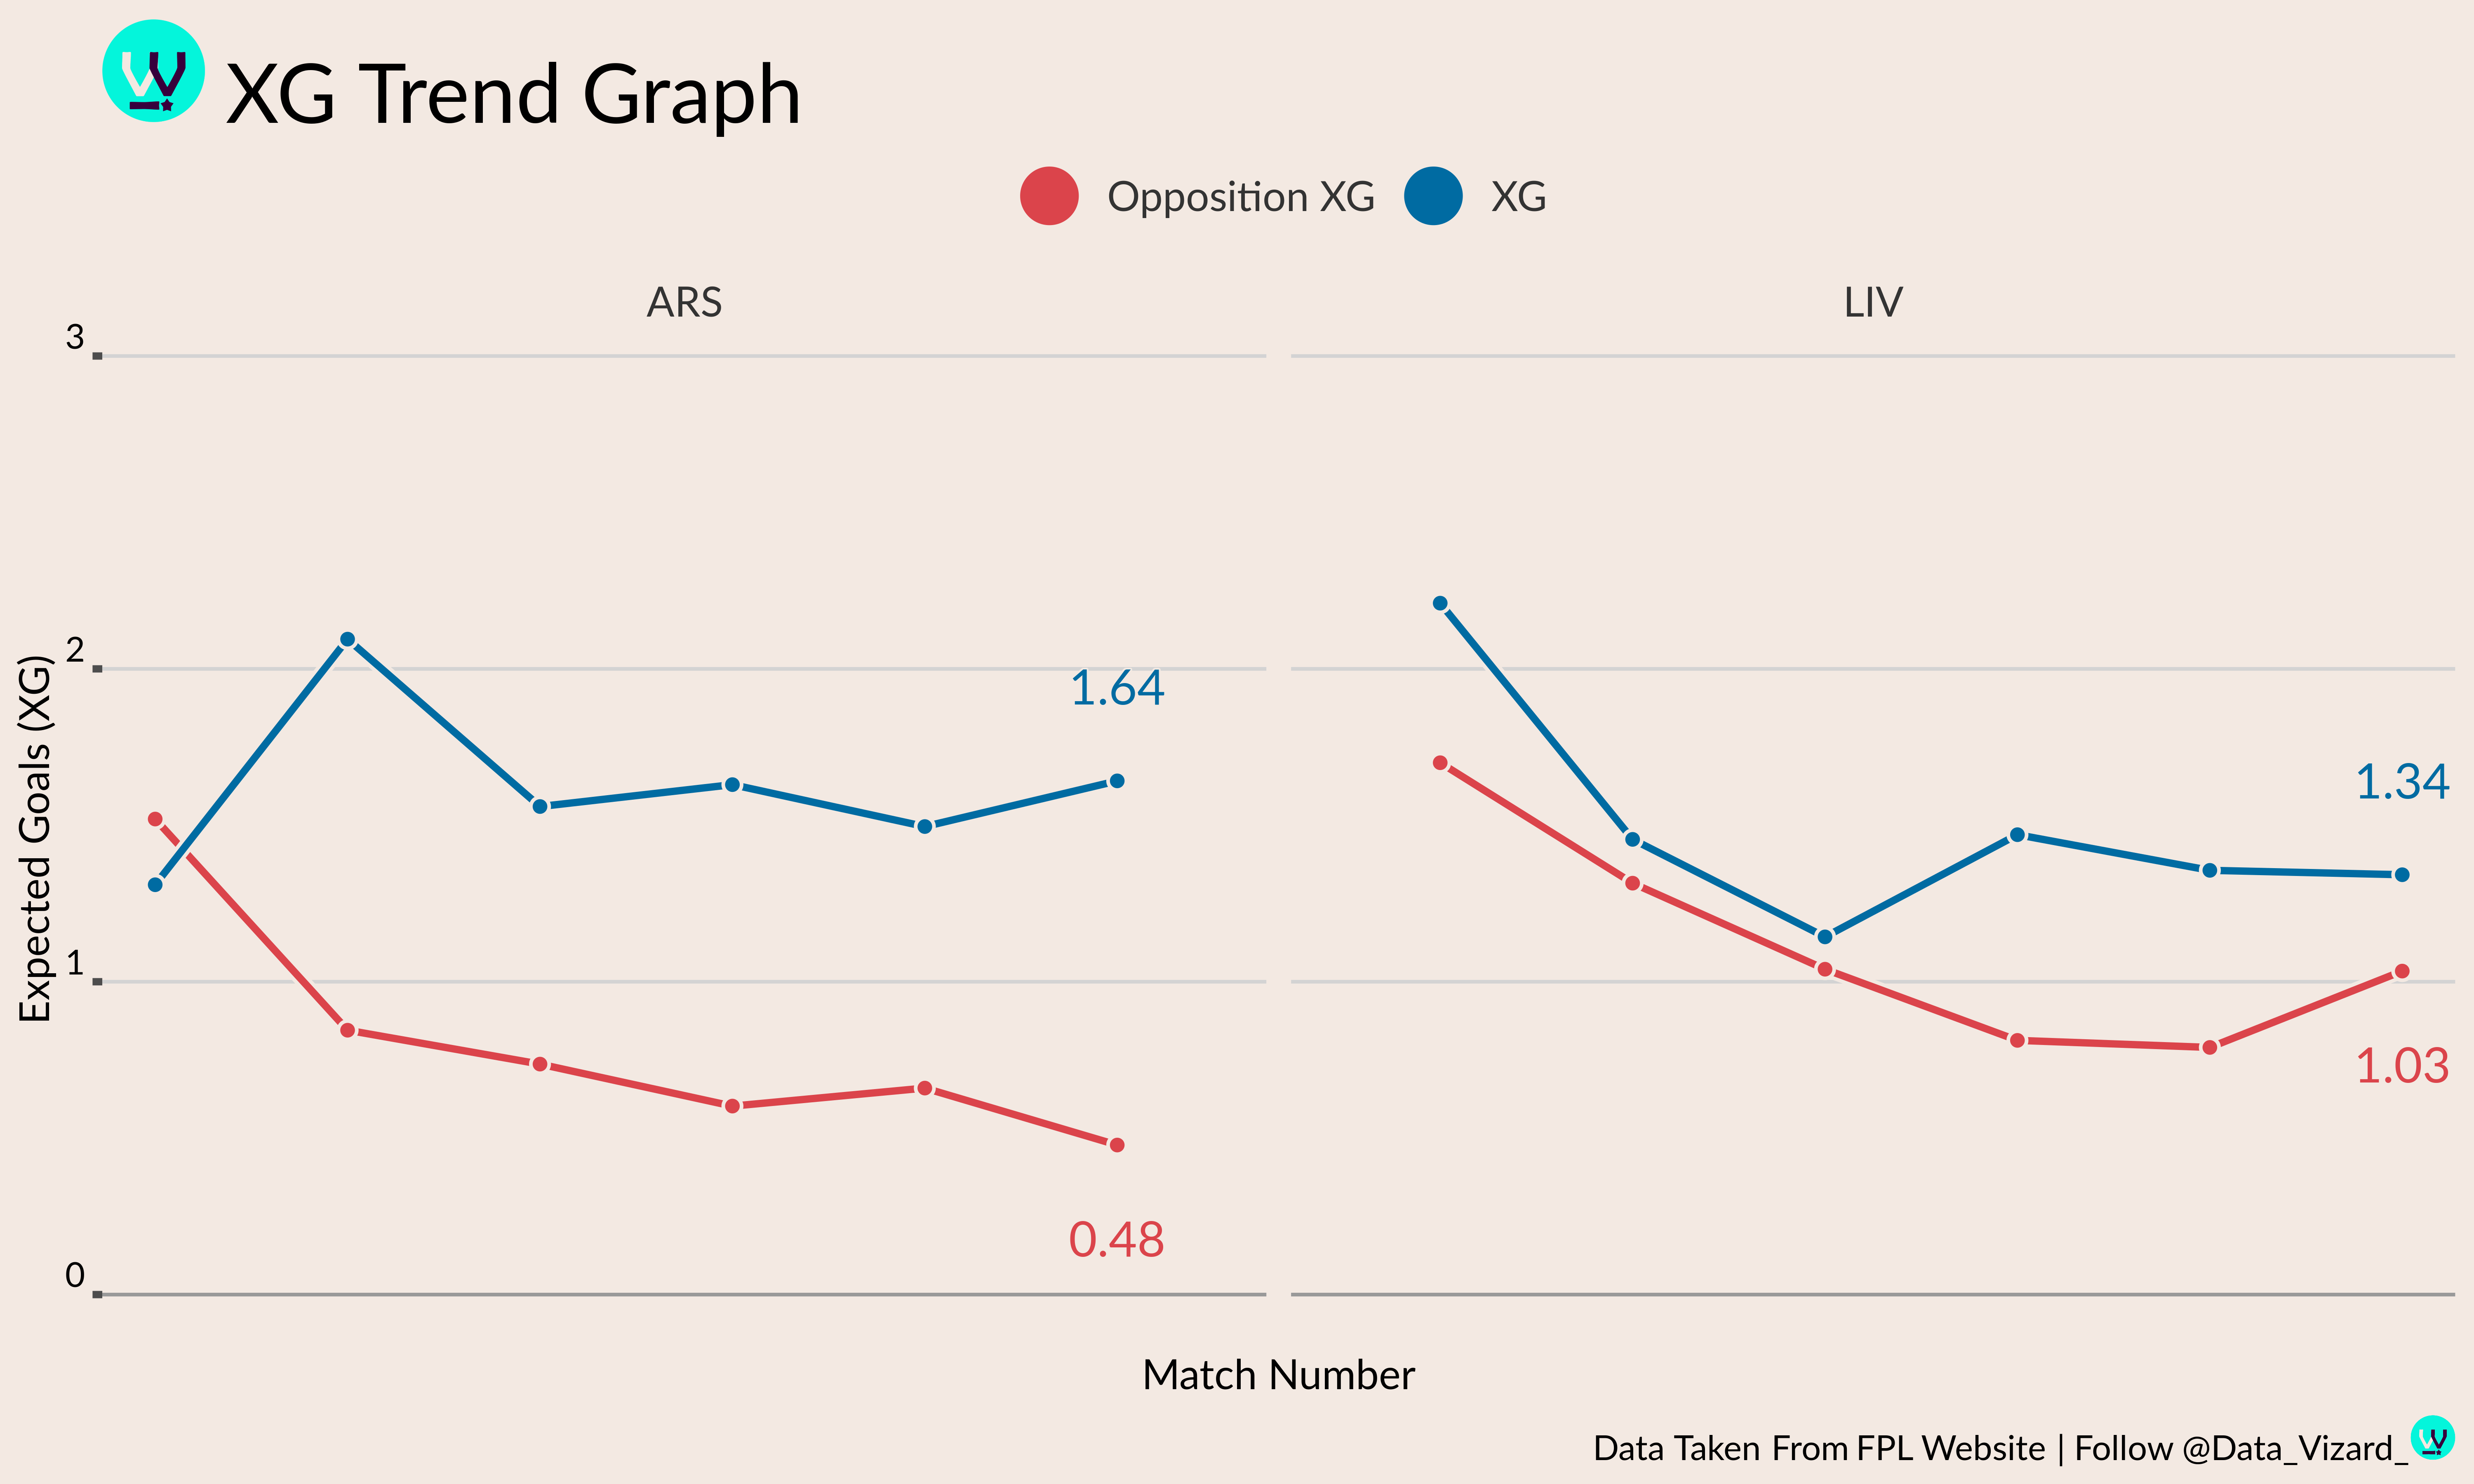 XG Trend Graph
Opposition XG XG
ARS LIV
3
2
1
0
Expected Goals (XG)
1.64
0.48
1.34
1.03
Match Number
Data Taken From FPL Website | Follow @Data_Vizard_